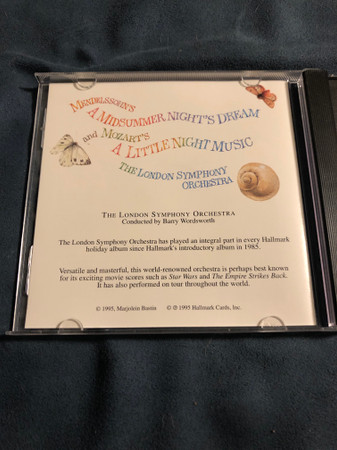 MENDELSSOHN'S
A MIDSUMMER NIGHT'S DREAM
and MOZART'S
A LITTLE NIGHT MUSIC
THE LONDON SYMPHONY
ORCHESTRA
THE LONDON SYMPHONY ORCHESTRA
Conducted by Barry Wordsworth
The London Symphony Orchestra has played an integral part in every Hallmark
holiday album since Hallmark's introductory album in 1985.
Versatile and masterful, this world-renowned orchestra is perhaps best known
for its exciting movie scores such as Star Wars and The Empire Strikes Back.
It has also performed on tour throughout the world.
© 1995, Marjolein Bastin © ℗ 1995 Hallmark Cards, Inc.